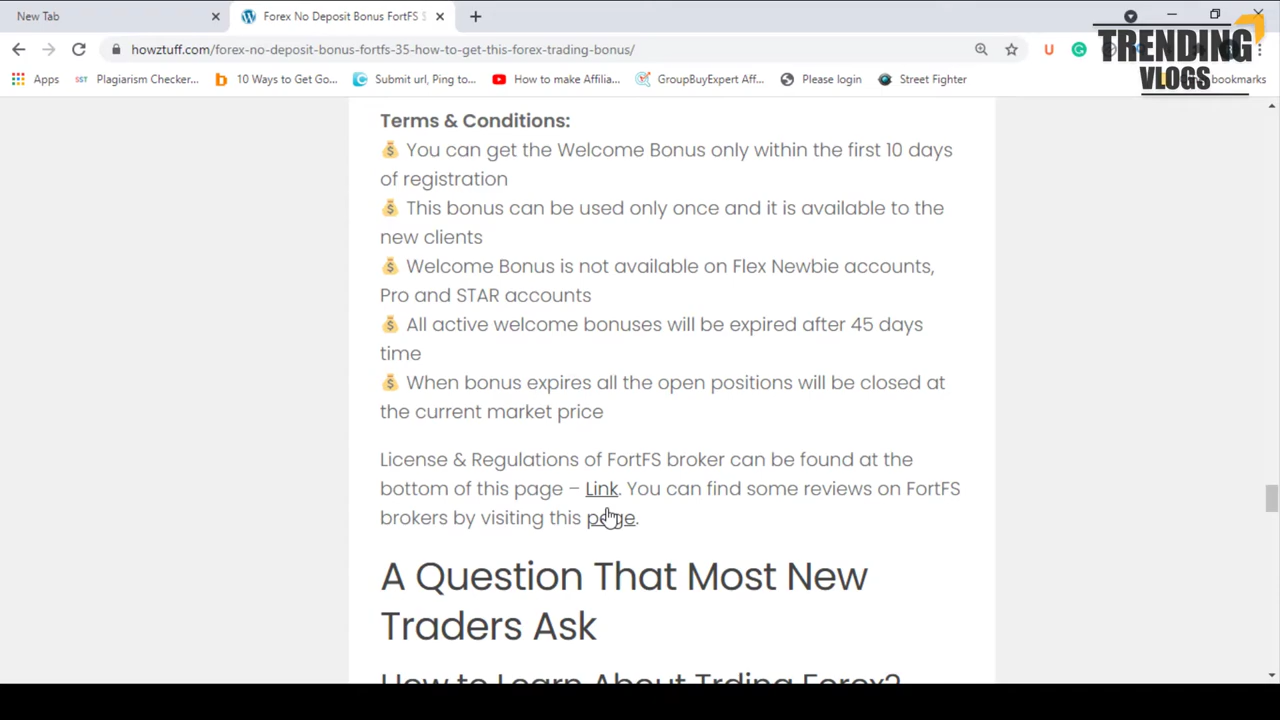 New Tab
Forex No Deposit Bonus FortFS
howztuff.com/forex-no-deposit-bonus-fortfs-35-how-to-get-this-forex-trading-bonus/
TRENDING
VLOGS
Apps
Plagiarism Checker...
10 Ways to Get Go...
Submit url, Ping to...
How to make Affilia...
GroupBuyExpert Aff...
Please login
Street Fighter
bookmarks
Terms & Conditions:
You can get the Welcome Bonus only within the first 10 days
of registration
This bonus can be used only once and it is available to the
new clients
Welcome Bonus is not available on Flex Newbie accounts,
Pro and STAR accounts
All active welcome bonuses will be expired after 45 days
time
When bonus expires all the open positions will be closed at
the current market price
License & Regulations of FortFS broker can be found at the
bottom of this page – Link. You can find some reviews on FortFS
brokers by visiting this page.
A Question That Most New
Traders Ask
How to Learn About Trding Forex?